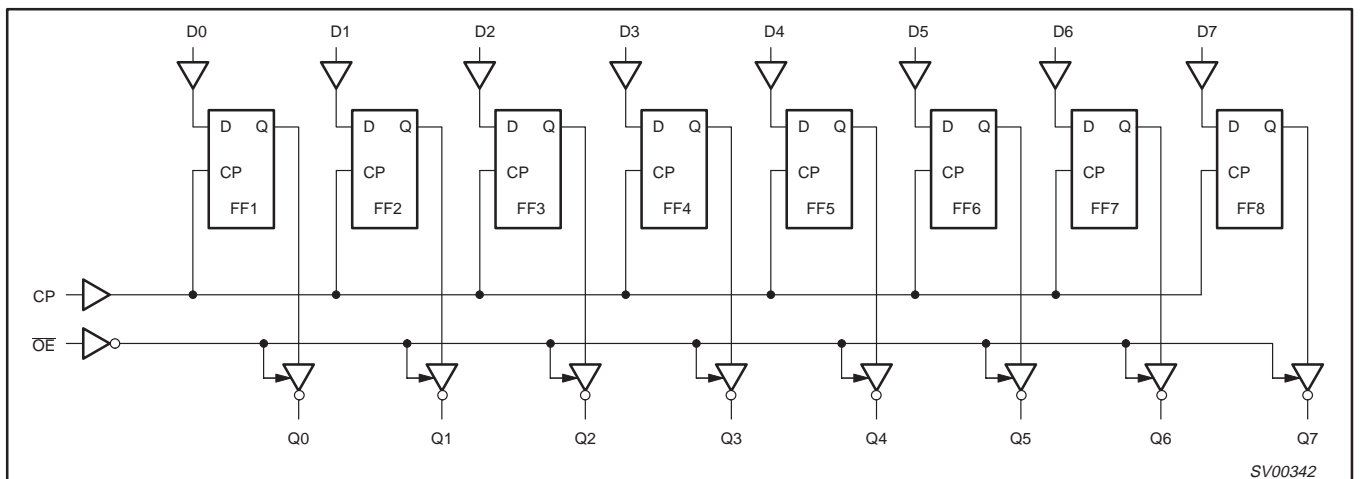 D0 D1 D2 D3 D4 D5 D6 D7
D Q D Q D Q D Q D Q D Q D Q D Q
CP CP CP CP CP CP CP CP
FF1 FF2 FF3 FF4 FF5 FF6 FF7 FF8
CP
O̅E̅
Q0 Q1 Q2 Q3 Q4 Q5 Q6 Q7
SV00342